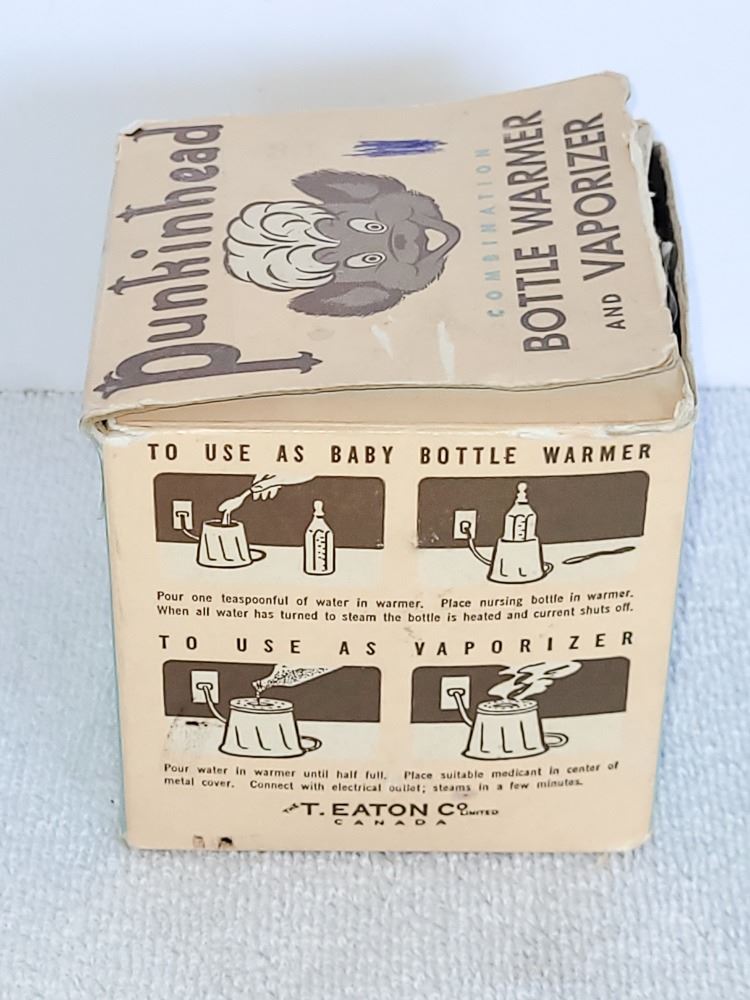 Punkinhead
COMBINATION
BOTTLE WARMER
AND VAPORIZER
TO USE AS BABY BOTTLE WARMER
Pour one teaspoonful of water in warmer. Place nursing bottle in warmer.
When all water has turned to steam the bottle is heated and current shuts off.
TO USE AS VAPORIZER
Pour water in warmer until half full. Place suitable medicant in center of
metal cover. Connect with electrical outlet; steams in a few minutes.
THE T. EATON CO LIMITED
CANADA